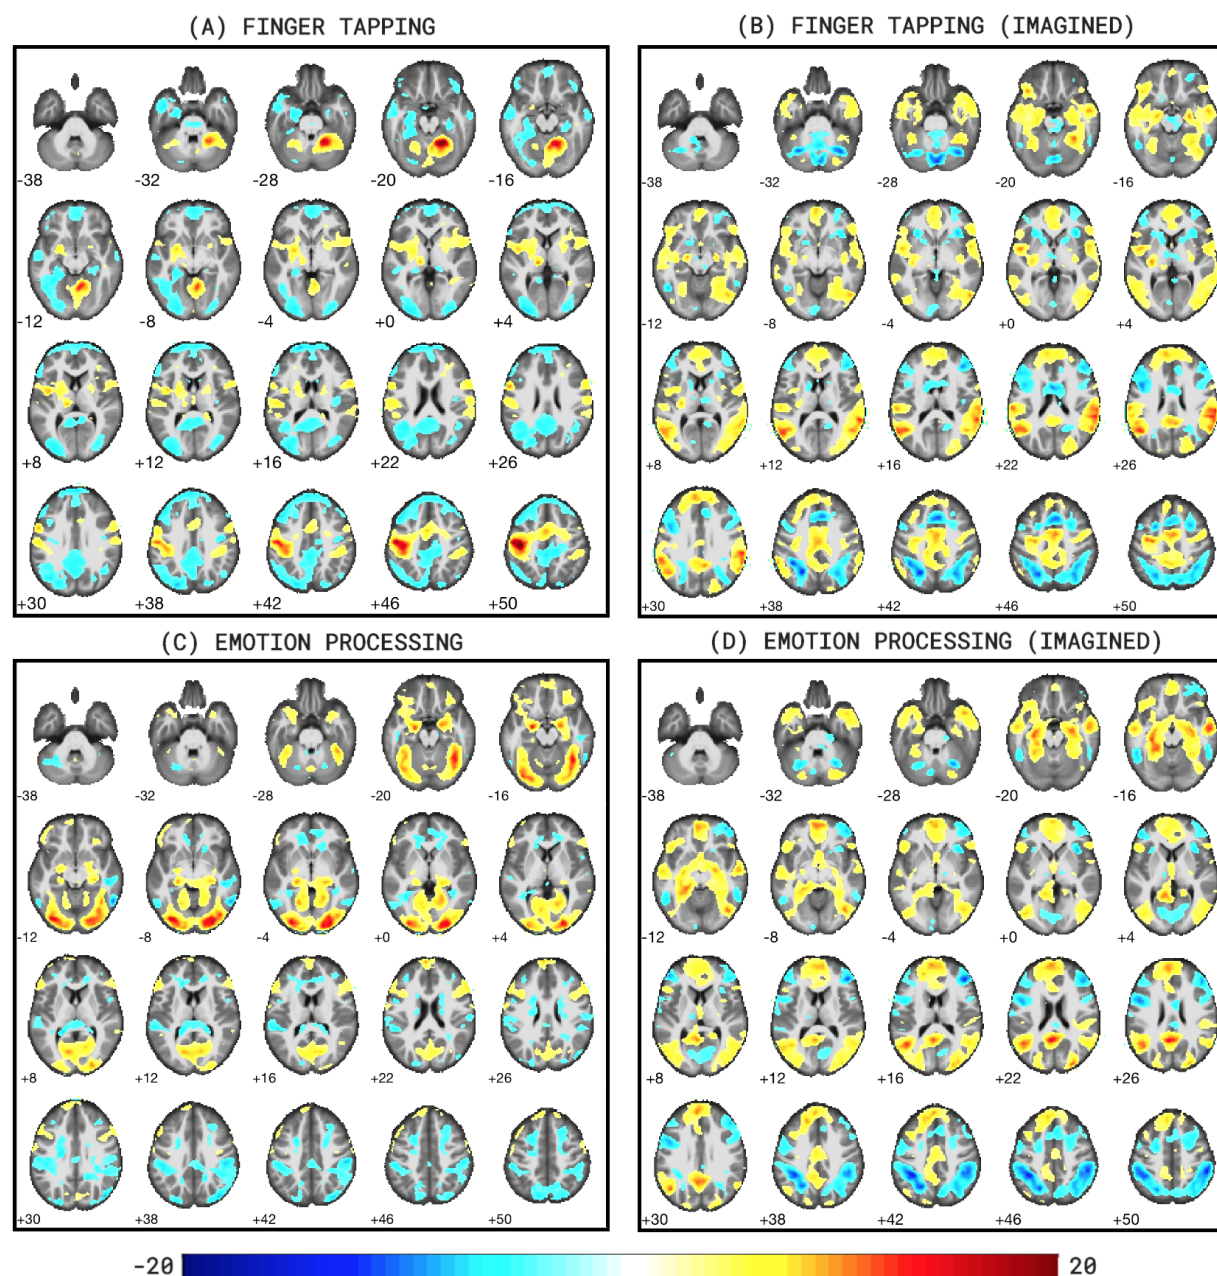 (A) FINGER TAPPING
-38 -32 -28 -20 -16
-12 -8 -4 +0 +4
+8 +12 +16 +22 +26
+30 +38 +42 +46 +50
(B) FINGER TAPPING (IMAGINED)
-38 -32 -28 -20 -16
-12 -8 -4 +0 +4
+8 +12 +16 +22 +26
+30 +38 +42 +46 +50
(C) EMOTION PROCESSING
-38 -32 -28 -20 -16
-12 -8 -4 +0 +4
+8 +12 +16 +22 +26
+30 +38 +42 +46 +50
(D) EMOTION PROCESSING (IMAGINED)
-38 -32 -28 -20 -16
-12 -8 -4 +0 +4
+8 +12 +16 +22 +26
+30 +38 +42 +46 +50
-20 20